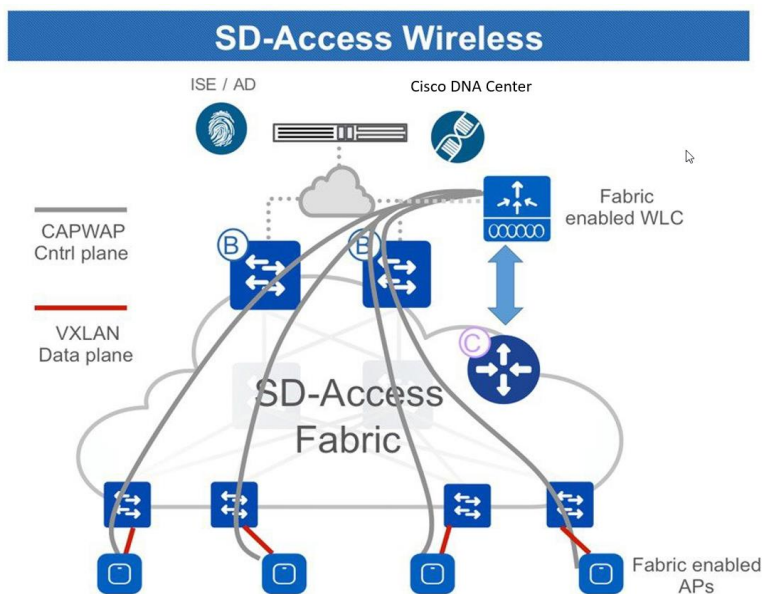 SD-Access Wireless
ISE / AD
Cisco DNA Center
Fabric
enabled WLC
CAPWAP
Cntrl plane
B
B
VXLAN
Data plane
C
SD-Access
Fabric
Fabric enabled
APs